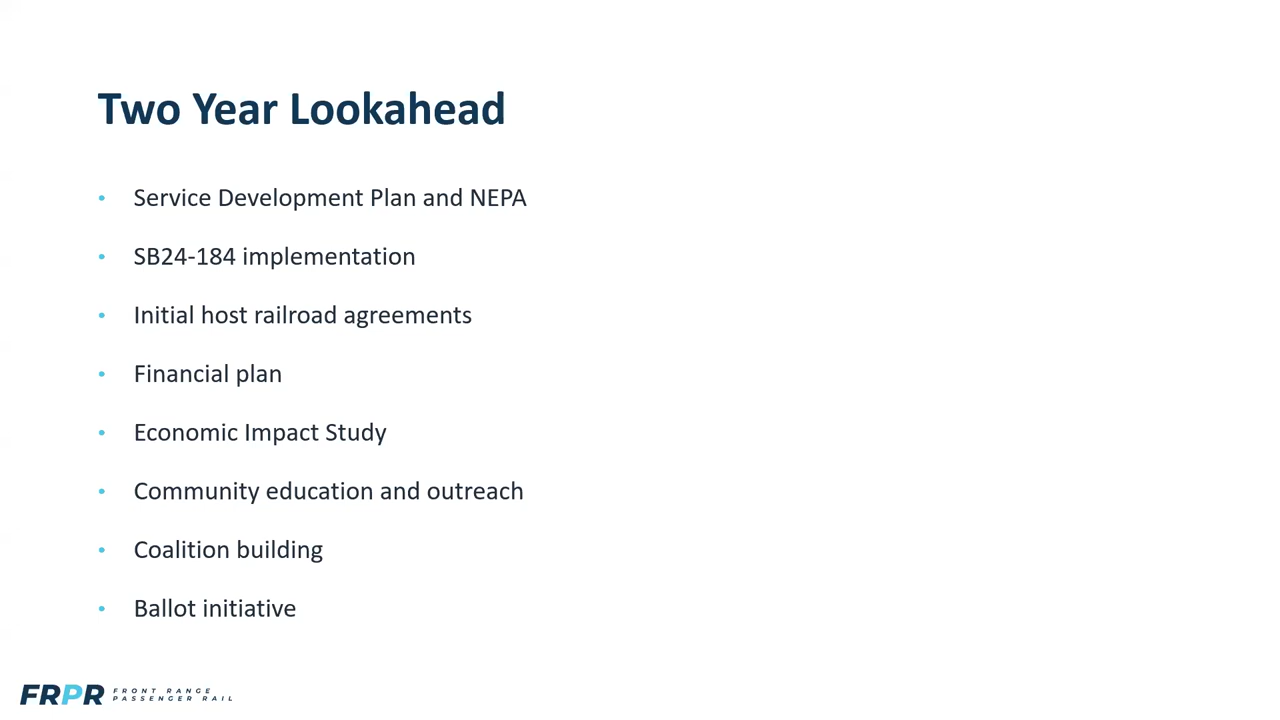 Two Year Lookahead
• Service Development Plan and NEPA
• SB24-184 implementation
• Initial host railroad agreements
• Financial plan
• Economic Impact Study
• Community education and outreach
• Coalition building
• Ballot initiative
FRPR
FRONT RANGE
PASSENGER RAIL